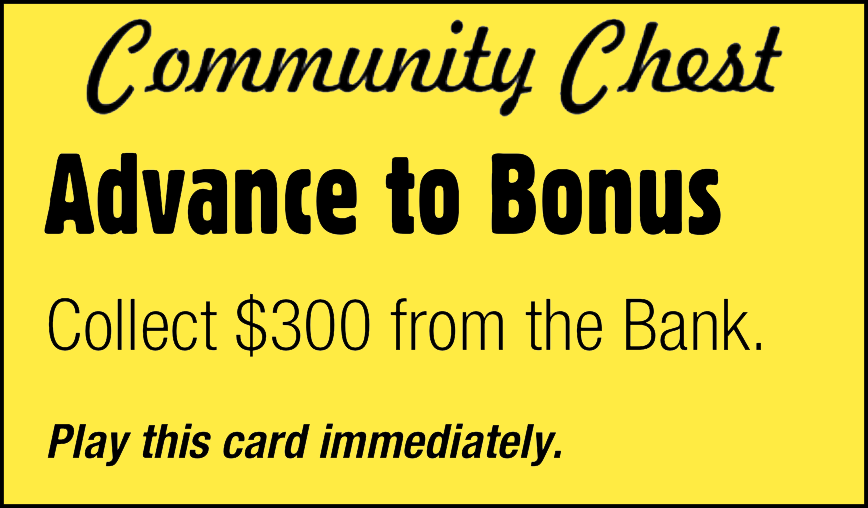 Community Chest
Advance to Bonus
Collect $300 from the Bank.
Play this card immediately.